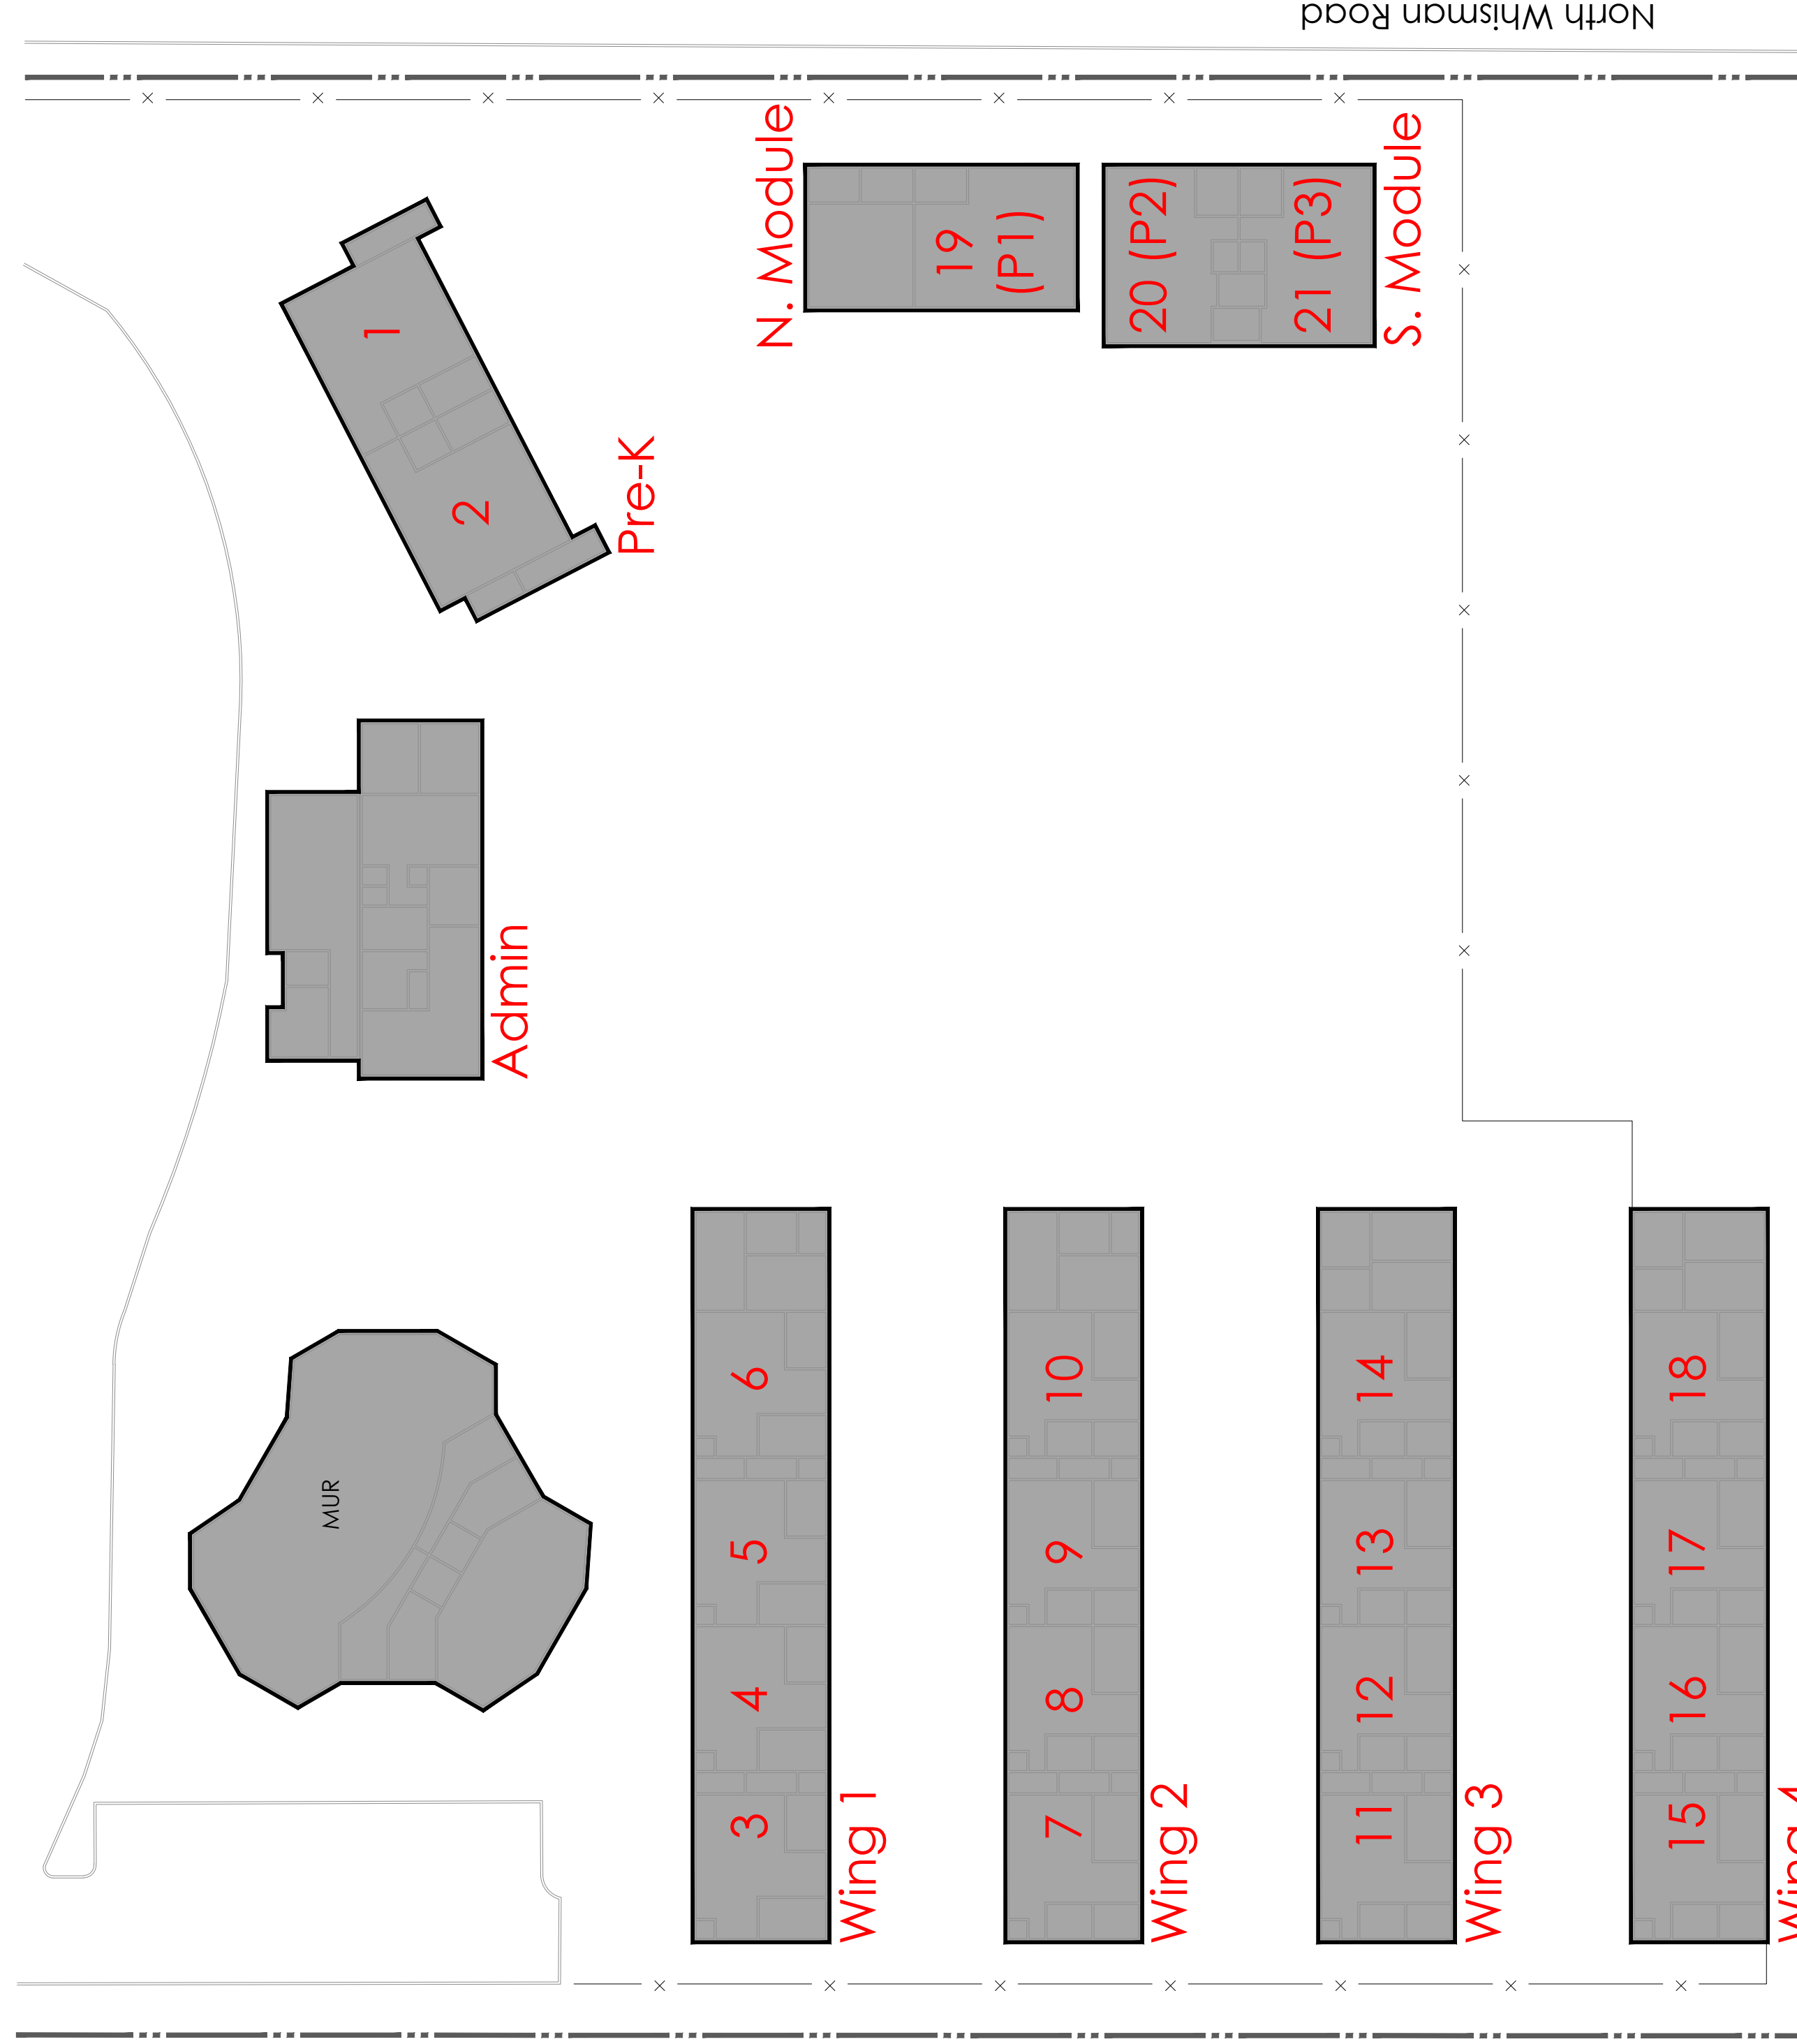 North Whisman Road
N. Module
19
(P1)
20 (P2)
21 (P3)
S. Module
1
2
Pre-K
Admin
MUR
6
5
4
3
Wing 1
10
9
8
7
Wing 2
14
13
12
11
Wing 3
18
17
16
15